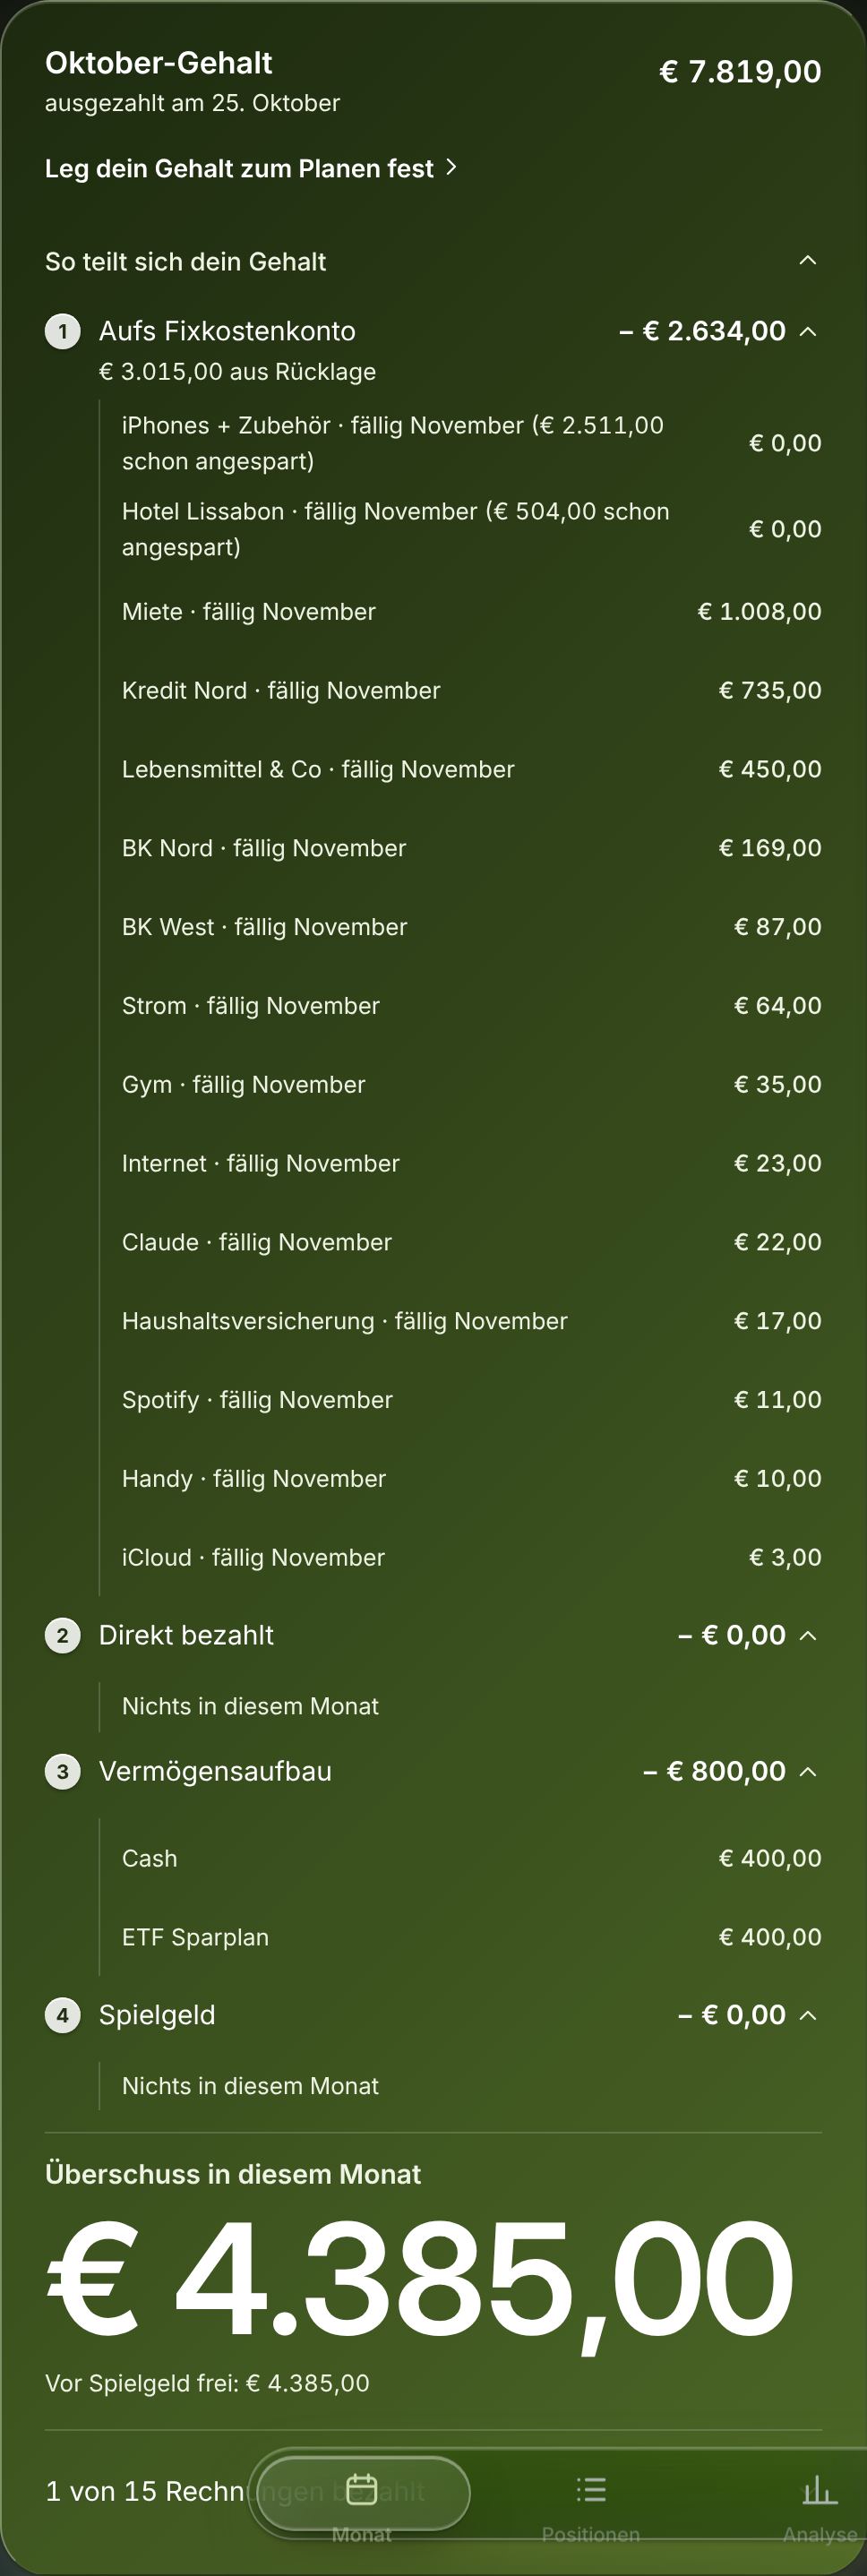 Oktober-Gehalt
€ 7.819,00
ausgezahlt am 25. Oktober
Leg dein Gehalt zum Planen fest
So teilt sich dein Gehalt
1 Aufs Fixkostenkonto – € 2.634,00
€ 3.015,00 aus Rücklage
iPhones + Zubehör · fällig November (€ 2.511,00
schon angespart)
€ 0,00
Hotel Lissabon · fällig November (€ 504,00 schon
angespart)
€ 0,00
Miete · fällig November € 1.008,00
Kredit Nord · fällig November € 735,00
Lebensmittel & Co · fällig November € 450,00
BK Nord · fällig November € 169,00
BK West · fällig November € 87,00
Strom · fällig November € 64,00
Gym · fällig November € 35,00
Internet · fällig November € 23,00
Claude · fällig November € 22,00
Haushaltsversicherung · fällig November € 17,00
Spotify · fällig November € 11,00
Handy · fällig November € 10,00
iCloud · fällig November € 3,00
2 Direkt bezahlt – € 0,00
Nichts in diesem Monat
3 Vermögensaufbau – € 800,00
Cash € 400,00
ETF Sparplan € 400,00
4 Spielgeld – € 0,00
Nichts in diesem Monat
Überschuss in diesem Monat
€ 4.385,00
Vor Spielgeld frei: € 4.385,00
1 von 15 Rechnungen bezahlt
Monat Positionen Analyse